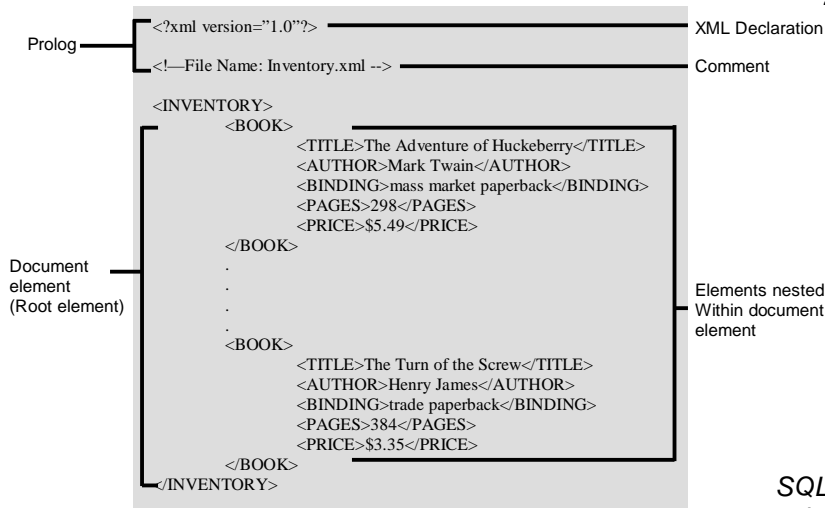 Prolog
<?xml version=”1.0”?>
XML Declaration
<!—File Name: Inventory.xml -->
Comment
<INVENTORY>
<BOOK>
<TITLE>The Adventure of Huckeberry</TITLE>
<AUTHOR>Mark Twain</AUTHOR>
<BINDING>mass market paperback</BINDING>
<PAGES>298</PAGES>
<PRICE>$5.49</PRICE>
</BOOK>
.
.
.
.
Document
element
(Root element)
Elements nested
Within document
element
<BOOK>
<TITLE>The Turn of the Screw</TITLE>
<AUTHOR>Henry James</AUTHOR>
<BINDING>trade paperback</BINDING>
<PAGES>384</PAGES>
<PRICE>$3.35</PRICE>
</BOOK>
</INVENTORY>
SQL